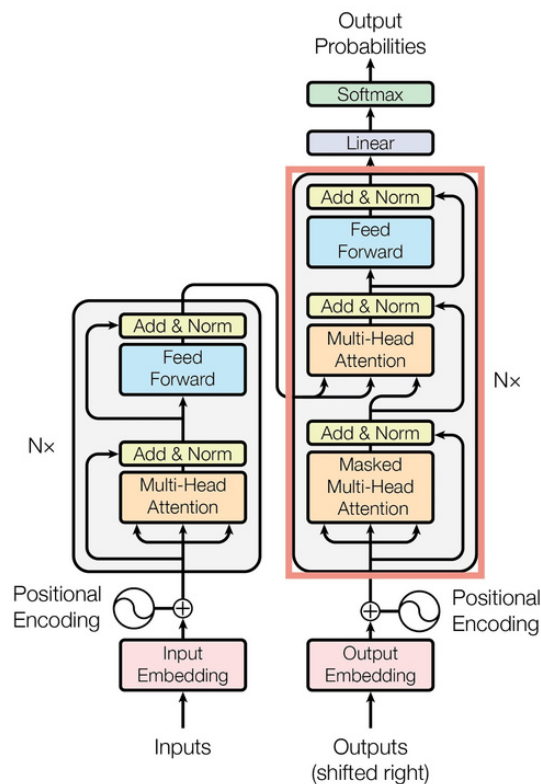 Output
Probabilities
Softmax
Linear
Add & Norm
Feed
Forward
Add & Norm
Multi-Head
Attention
Add & Norm
Masked
Multi-Head
Attention
Nx
Add & Norm
Feed
Forward
Add & Norm
Multi-Head
Attention
Nx
Positional
Encoding
Input
Embedding
Inputs
Positional
Encoding
Output
Embedding
Outputs
(shifted right)